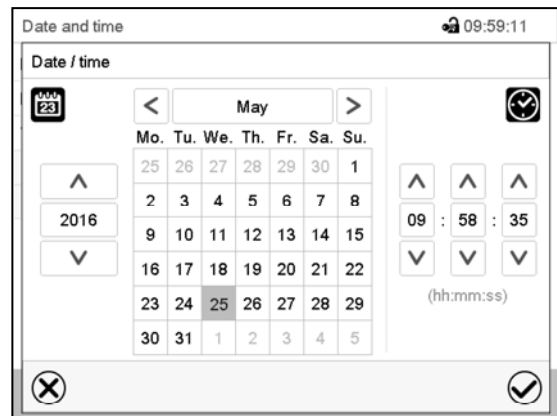 Date and time 09:59:11
Date / time
23
< May >
Mo. Tu. We. Th. Fr. Sa. Su.
25 26 27 28 29 30 1
2 3 4 5 6 7 8
9 10 11 12 13 14 15
16 17 18 19 20 21 22
23 24 25 26 27 28 29
30 31 1 2 3 4 5
2016
09 : 58 : 35
(hh:mm:ss)